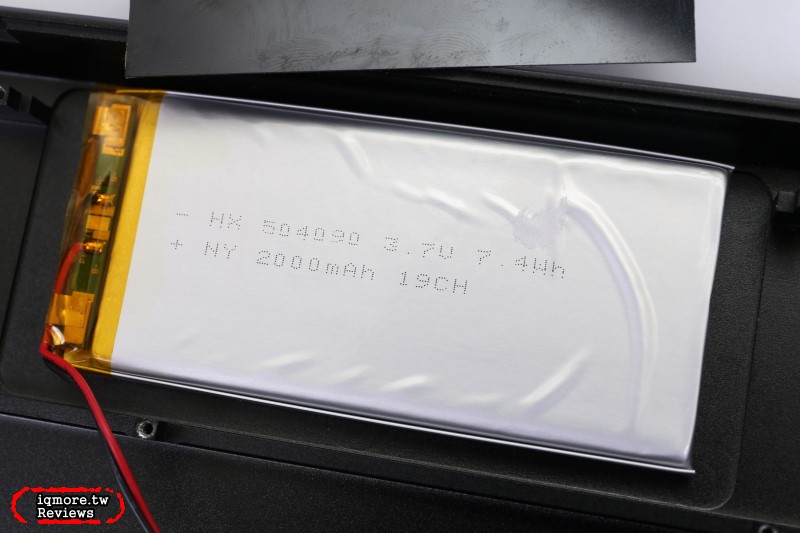 - HX 504090 3.7V 7.4Wh
+ NY 2000mAh 19CH
iqmore.tw
Reviews